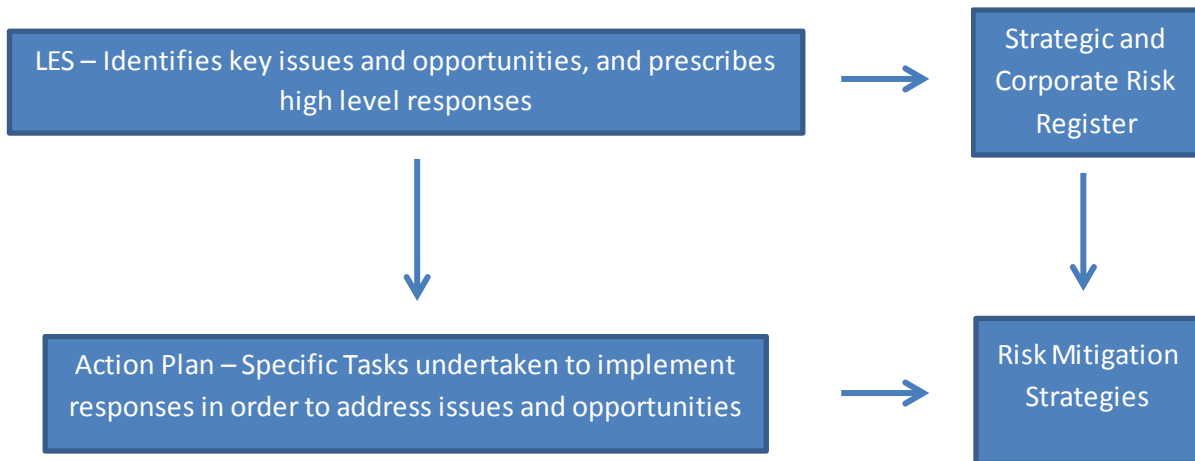 LES – Identifies key issues and opportunities, and prescribes
high level responses
Strategic and
Corporate Risk
Register
Action Plan – Specific Tasks undertaken to implement
responses in order to address issues and opportunities
Risk Mitigation
Strategies